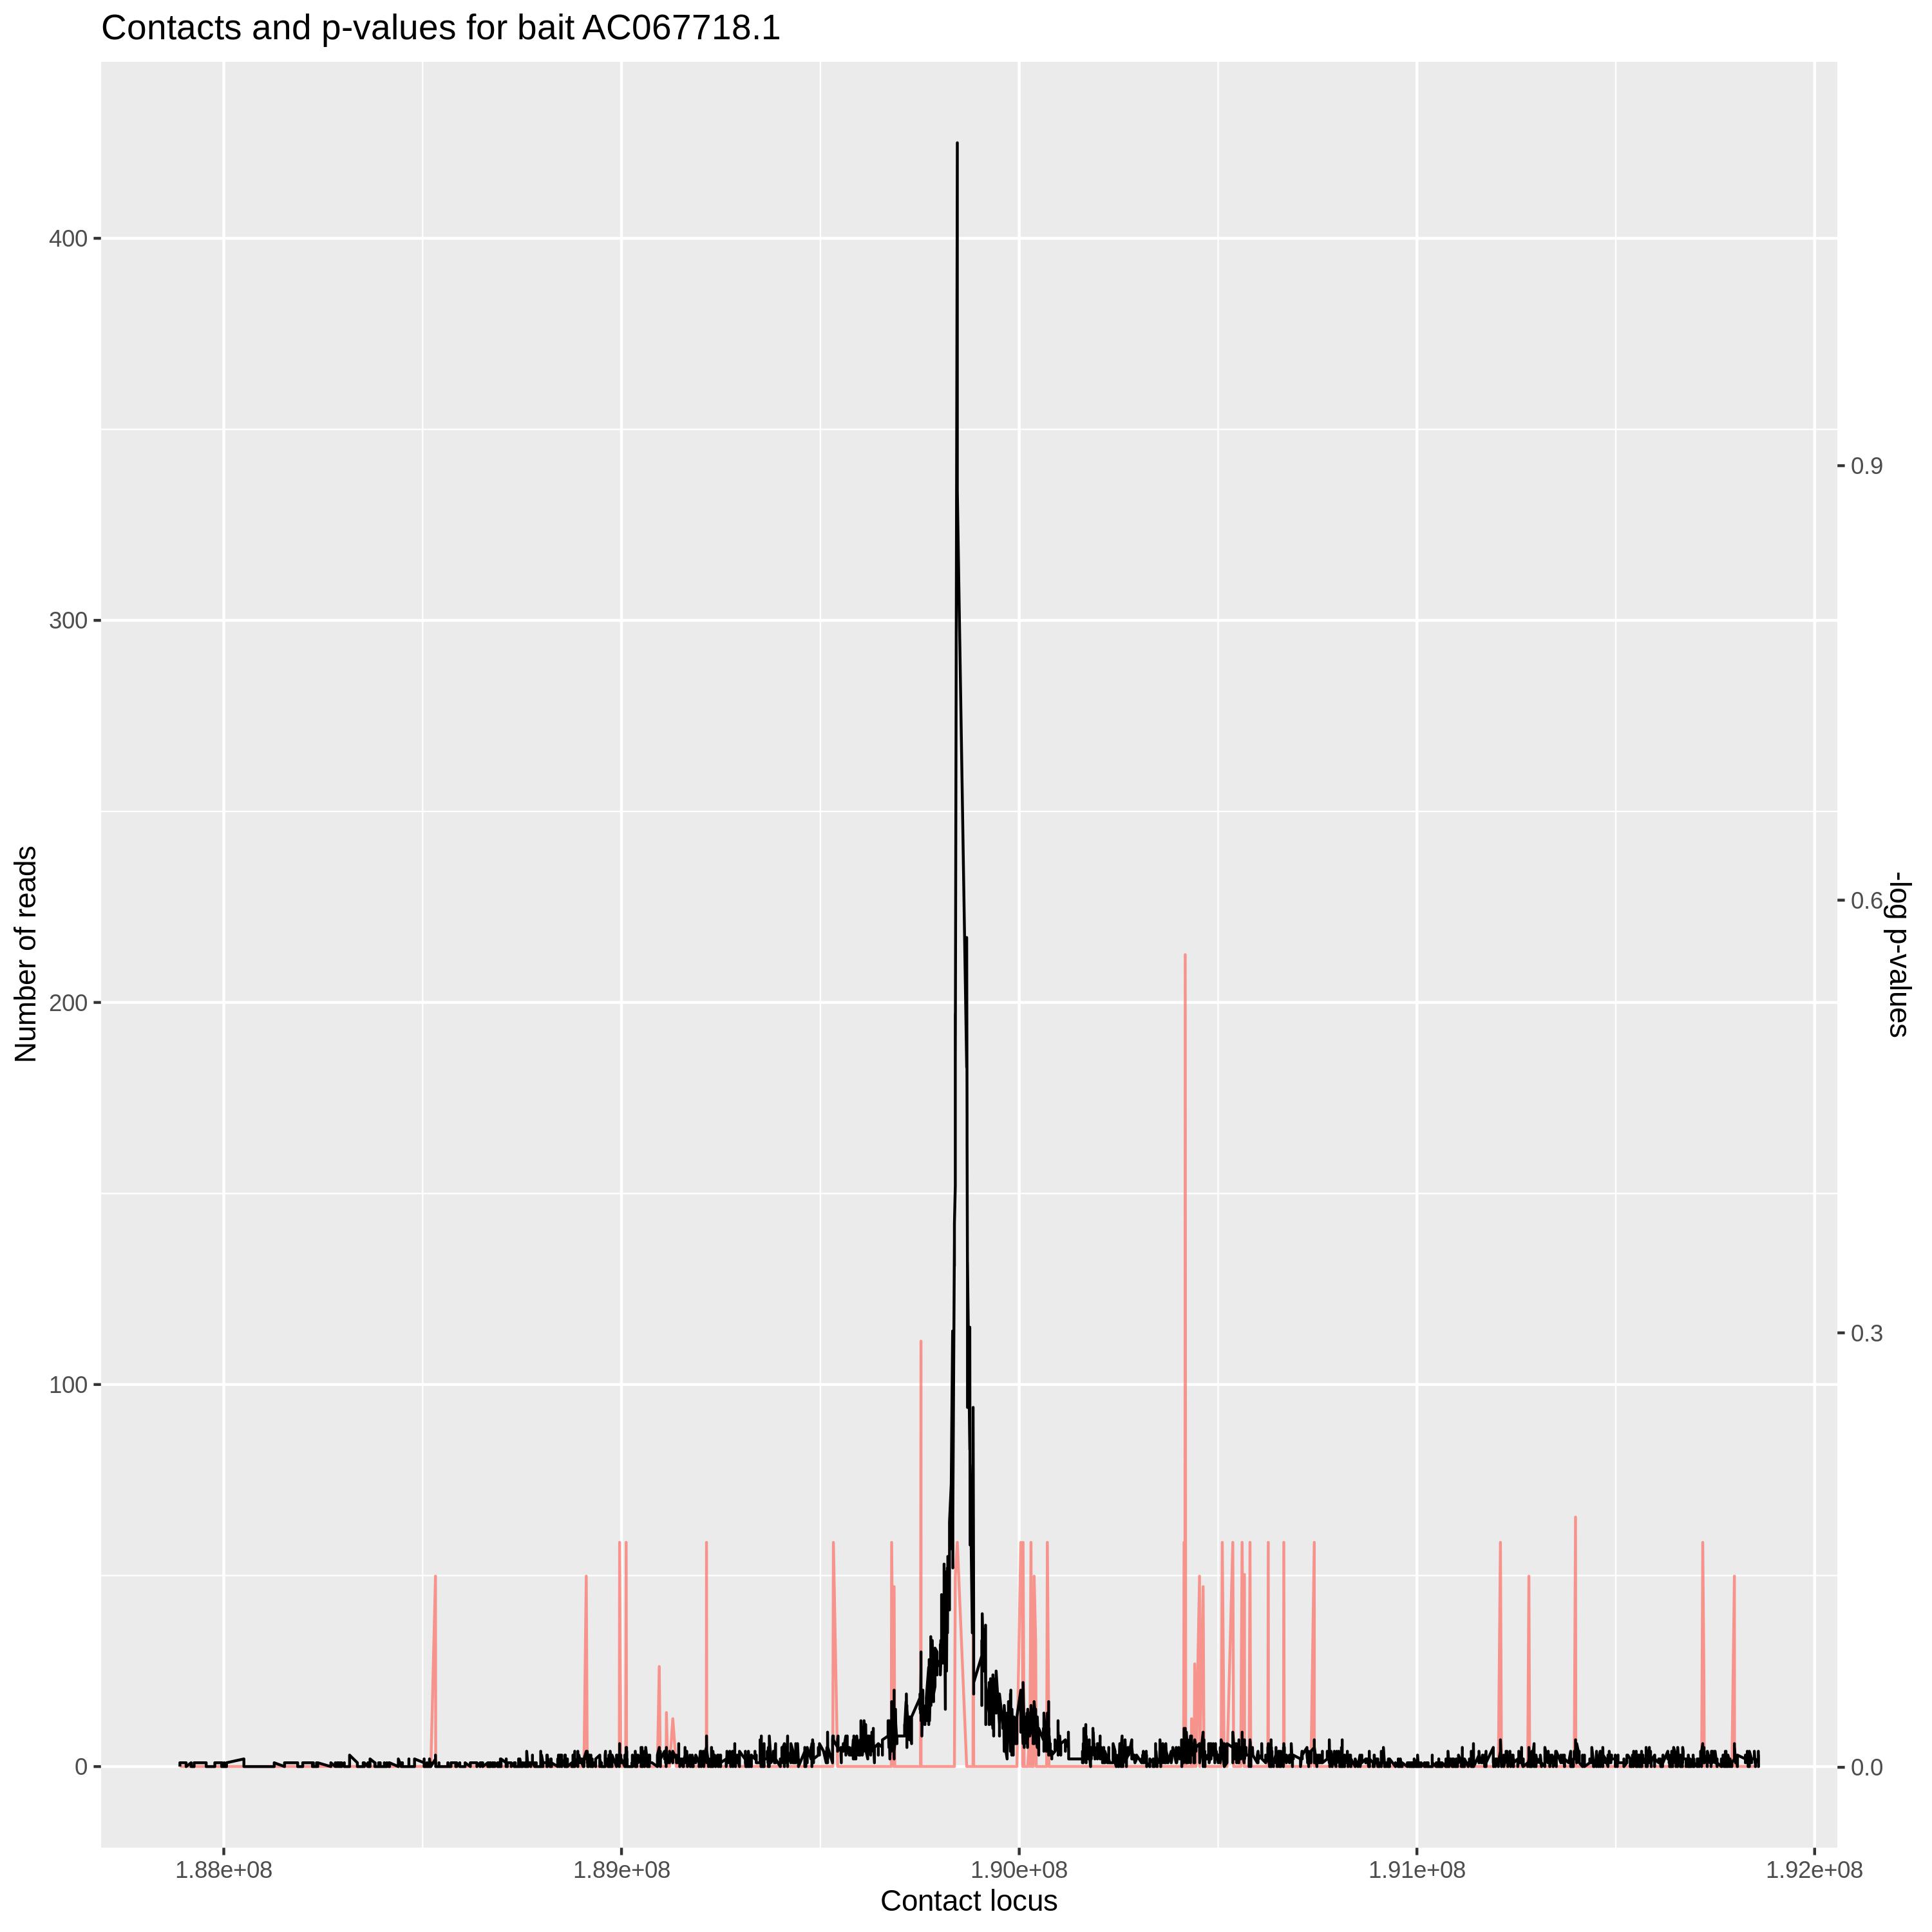 Contacts and p-values for bait AC067718.1
400
300
200
100
0
Number of reads
0.9
0.6
0.3
0.0
-log p-values
1.88e+08
1.89e+08
1.90e+08
1.91e+08
1.92e+08
Contact locus